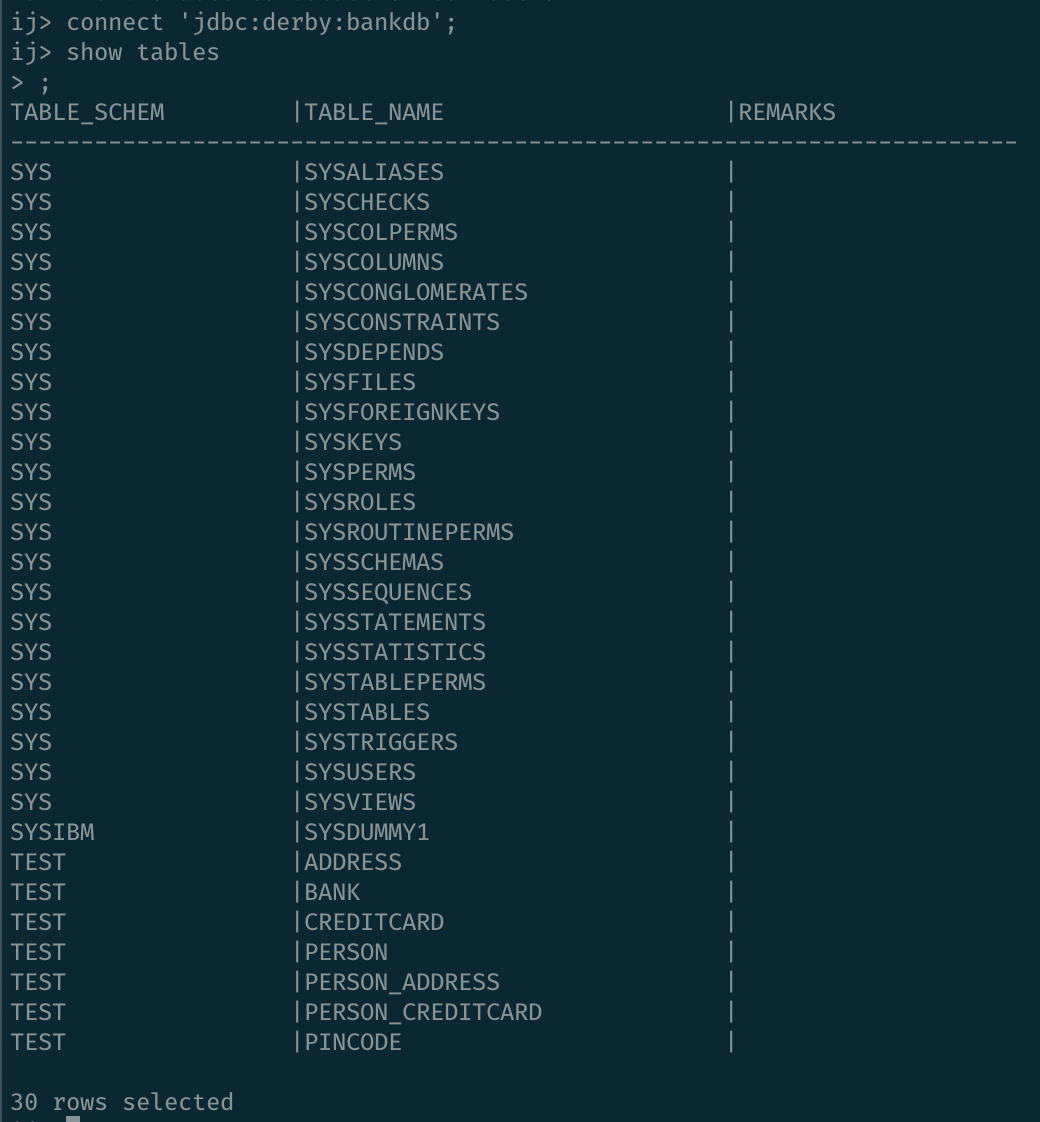 ij> connect 'jdbc:derby:bankdb';
ij> show tables
> ;
TABLE_SCHEM |TABLE_NAME |REMARKS
------------------------------------------------------------------------
SYS |SYSALIASES |
SYS |SYSCHECKS |
SYS |SYSCOLPERMS |
SYS |SYSCOLUMNS |
SYS |SYSCONGLOMERATES |
SYS |SYSCONSTRAINTS |
SYS |SYSDEPENDS |
SYS |SYSFILES |
SYS |SYSFOREIGNKEYS |
SYS |SYSKEYS |
SYS |SYSPERMS |
SYS |SYSROLES |
SYS |SYSROUTINEPERMS |
SYS |SYSSCHEMAS |
SYS |SYSSEQUENCES |
SYS |SYSSTATEMENTS |
SYS |SYSSTATISTICS |
SYS |SYSTABLEPERMS |
SYS |SYSTABLES |
SYS |SYSTRIGGERS |
SYS |SYSUSERS |
SYS |SYSVIEWS |
SYSIBM |SYSDUMMY1 |
TEST |ADDRESS |
TEST |BANK |
TEST |CREDITCARD |
TEST |PERSON |
TEST |PERSON_ADDRESS |
TEST |PERSON_CREDITCARD |
TEST |PINCODE |
30 rows selected